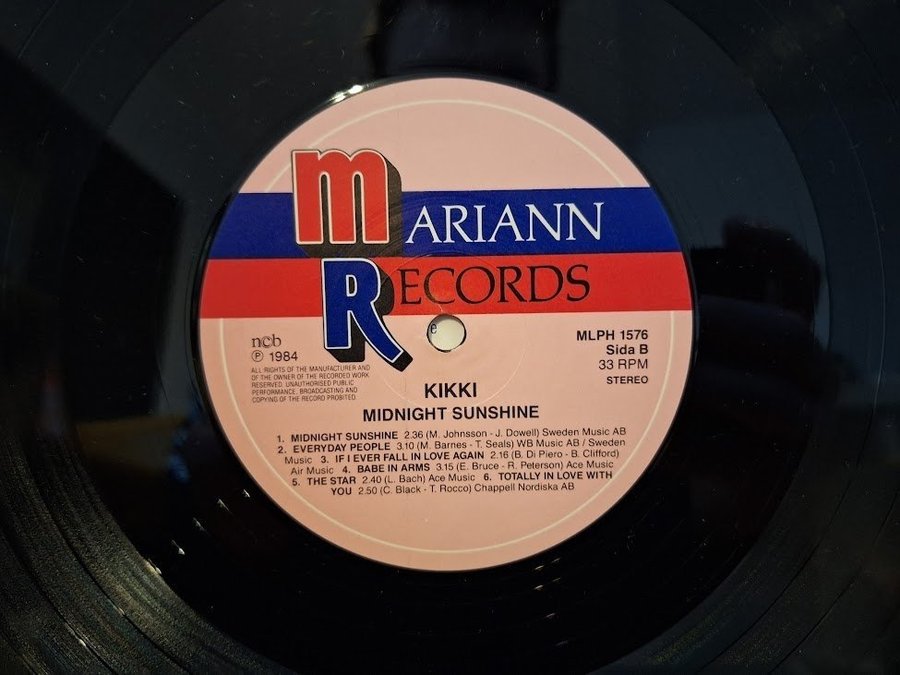 MARIANN
RECORDS
e
ncb
Ⓟ 1984
ALL RIGHTS OF THE MANUFACTURER AND
OF THE OWNER OF THE RECORDED WORK
RESERVED. UNAUTHORISED PUBLIC
PERFORMANCE, BROADCASTING AND
COPYING OF THE RECORD PROBITED
MLPH 1576
Sida B
33 RPM
STEREO
KIKKI
MIDNIGHT SUNSHINE
1. MIDNIGHT SUNSHINE 2.36 (M. Johnsson - J. Dowell) Sweden Music AB
2. EVERYDAY PEOPLE 3.10 (M. Barnes - T. Seals) WB Music AB / Sweden
Music 3. IF I EVER FALL IN LOVE AGAIN 2.16 (B. Di Piero - B. Clifford)
Air Music 4. BABE IN ARMS 3.15 (E. Bruce - R. Peterson) Ace Music
5. THE STAR 2.40 (L. Bach) Ace Music 6. TOTALLY IN LOVE WITH
YOU 2.50 (C. Black - T. Rocco) Chappell Nordiska AB